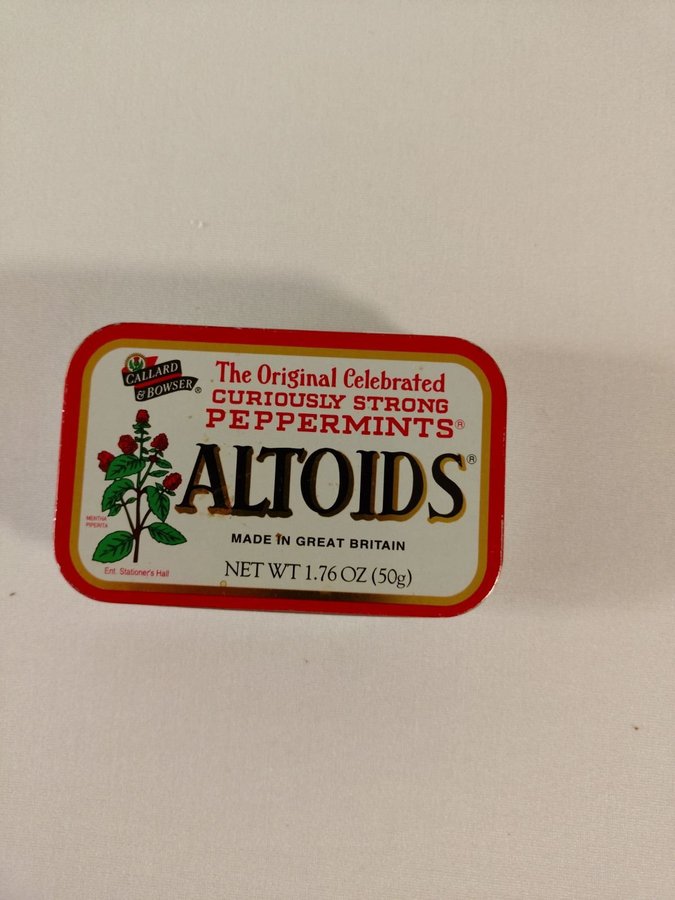 CALLARD
& BOWSER®
The Original Celebrated
CURIOUSLY STRONG
PEPPERMINTS®
ALTOIDS®
MENTHA
PIPERITA
MADE IN GREAT BRITAIN
Ent. Stationer's Hall
NET WT 1.76 OZ (50g)